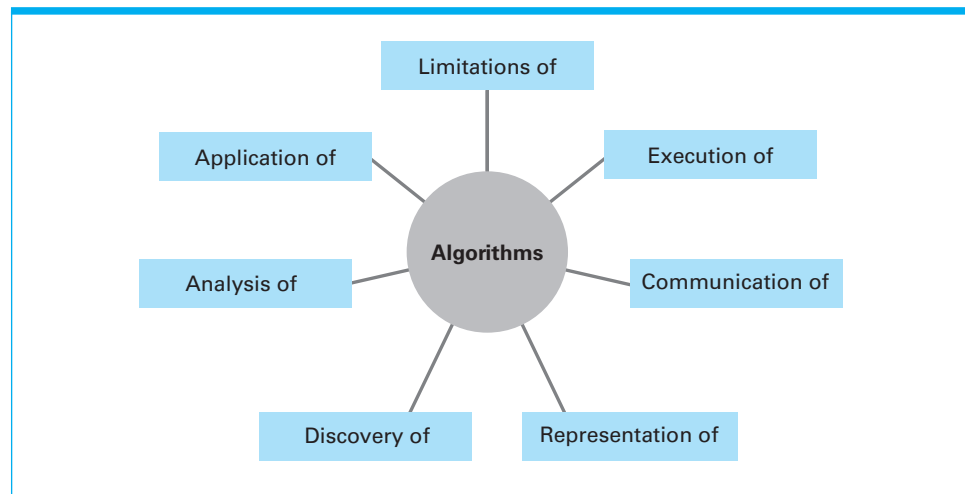 Limitations of
Application of
Execution of
Algorithms
Analysis of
Communication of
Discovery of
Representation of